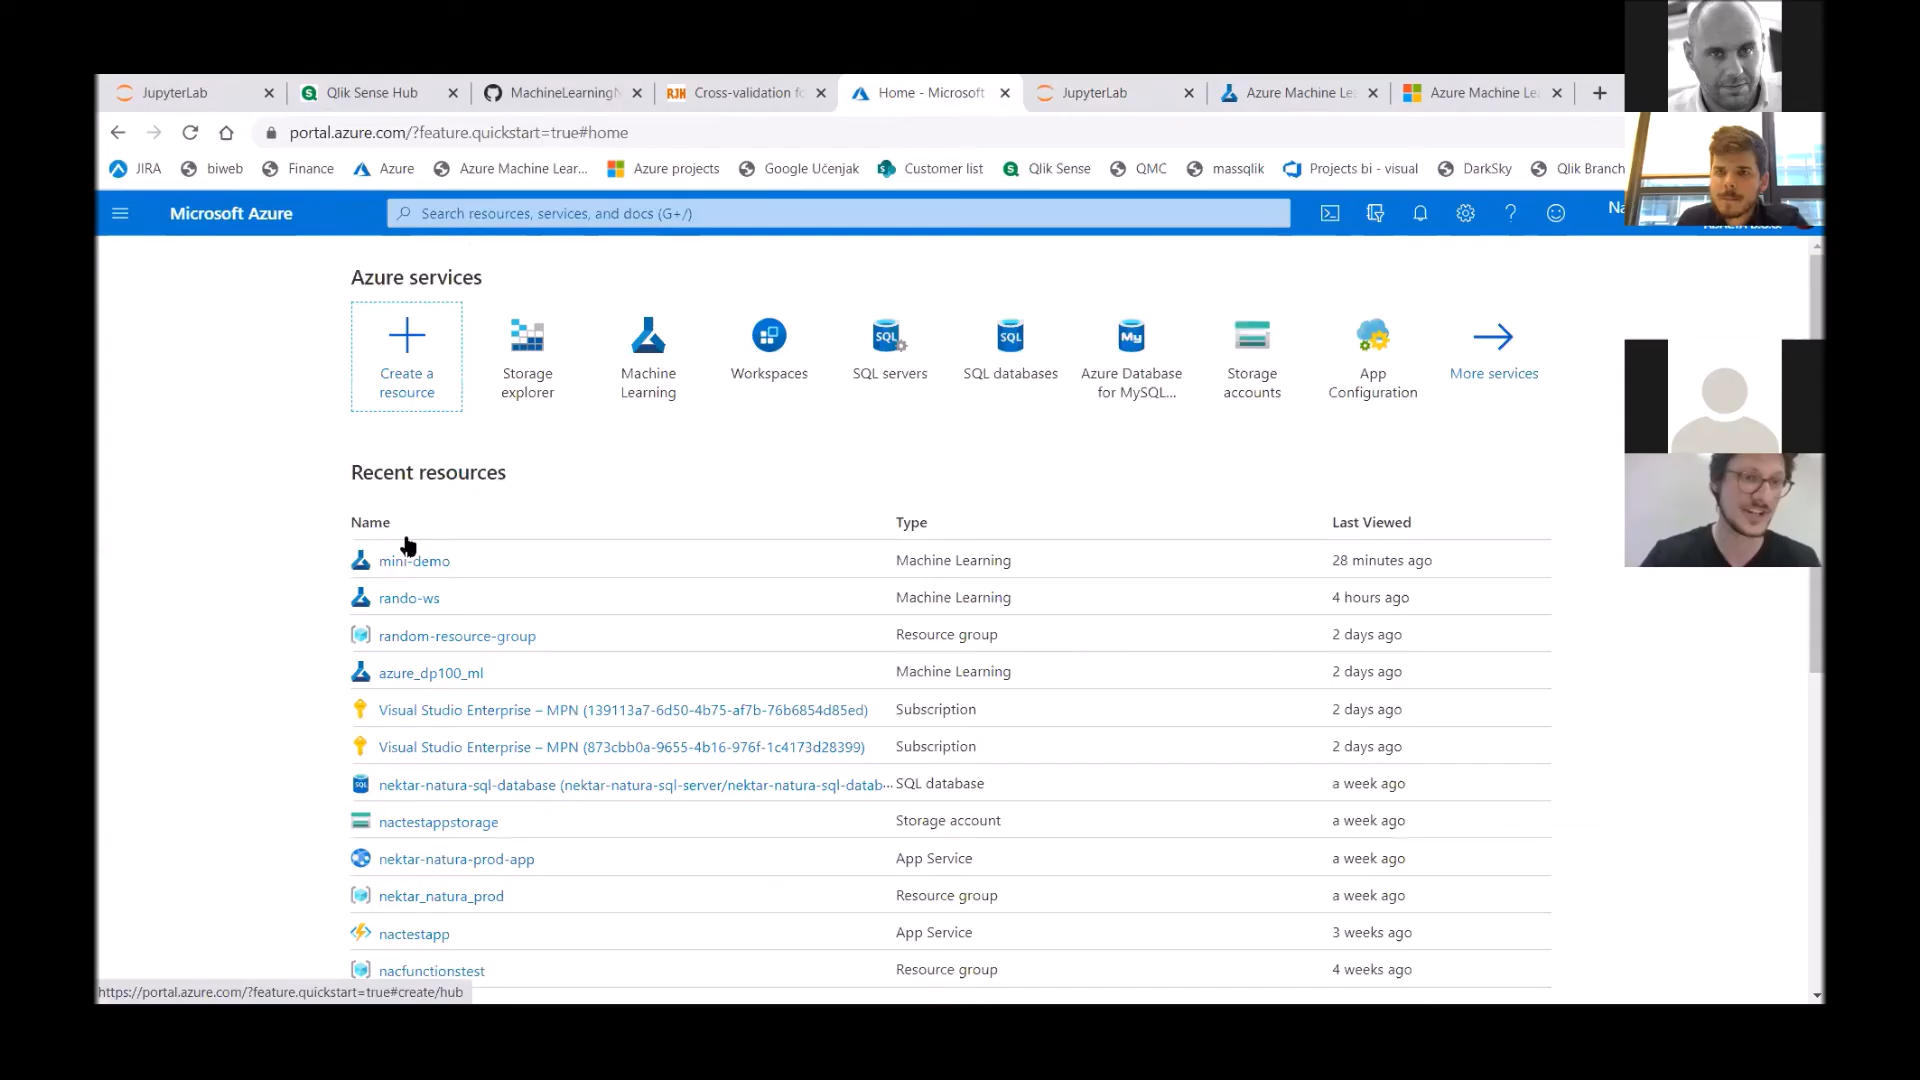 JupyterLab
Qlik Sense Hub
MachineLearningN
Cross-validation fo
Home - Microsoft
JupyterLab
Azure Machine Le
Azure Machine Le
portal.azure.com/?feature.quickstart=true#home
JIRA
biweb
Finance
Azure
Azure Machine Lear...
Azure projects
Google Učenjak
Customer list
Qlik Sense
QMC
massqlik
Projects bi - visual
DarkSky
Qlik Branch
Microsoft Azure
Search resources, services, and docs (G+/)
Na
Azure services
Create a resource
Storage explorer
Machine Learning
Workspaces
SQL servers
SQL databases
Azure Database for MySQL...
Storage accounts
App Configuration
More services
Recent resources
Name Type Last Viewed
mini-demo Machine Learning 28 minutes ago
rando-ws Machine Learning 4 hours ago
random-resource-group Resource group 2 days ago
azure_dp100_ml Machine Learning 2 days ago
Visual Studio Enterprise – MPN (139113a7-6d50-4b75-af7b-76b6854d85ed) Subscription 2 days ago
Visual Studio Enterprise – MPN (873cbb0a-9655-4b16-976f-1c4173d28399) Subscription 2 days ago
nektar-natura-sql-database (nektar-natura-sql-server/nektar-natura-sql-datab··· SQL database a week ago
nactestappstorage Storage account a week ago
nektar-natura-prod-app App Service a week ago
nektar_natura_prod Resource group a week ago
nactestapp App Service 3 weeks ago
nacfunctionstest Resource group 4 weeks ago
https://portal.azure.com/?feature.quickstart=true#create/hub